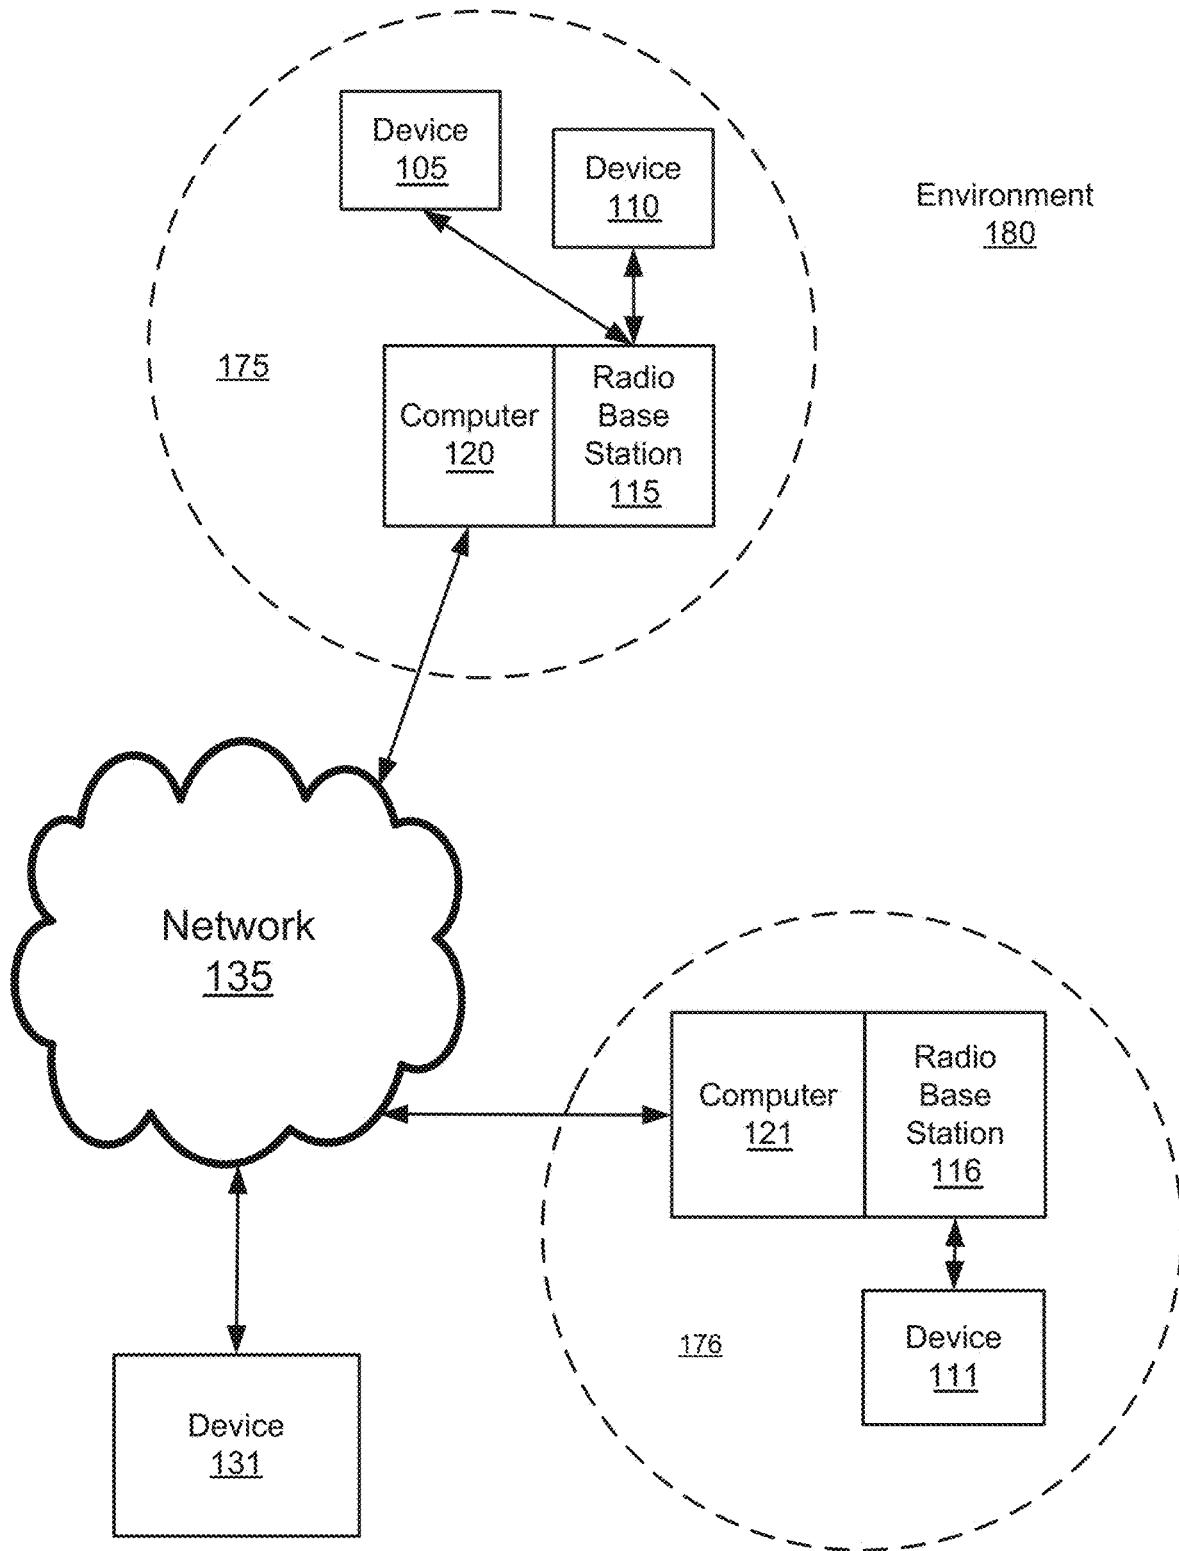 Device
105
Device
110
Environment
180
175
Computer
120
Radio
Base
Station
115
Network
135
Computer
121
Radio
Base
Station
116
176
Device
111
Device
131